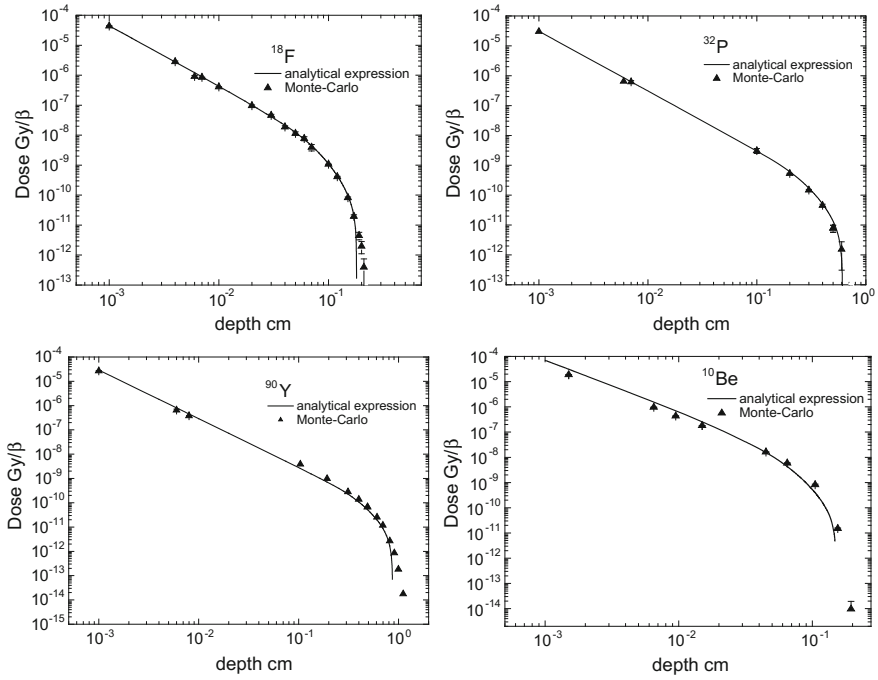 10⁻⁴
10⁻⁵
10⁻⁶
10⁻⁷
10⁻⁸
10⁻⁹
10⁻¹⁰
10⁻¹¹
10⁻¹²
10⁻¹³
Dose Gy/β
¹⁸F
analytical expression
Monte-Carlo
10⁻³ 10⁻² 10⁻¹
depth cm
10⁻⁴
10⁻⁵
10⁻⁶
10⁻⁷
10⁻⁸
10⁻⁹
10⁻¹⁰
10⁻¹¹
10⁻¹²
10⁻¹³
Dose Gy/β
³²P
analytical expression
Monte-Carlo
10⁻³ 10⁻² 10⁻¹ 10⁰
depth cm
10⁻⁴
10⁻⁵
10⁻⁶
10⁻⁷
10⁻⁸
10⁻⁹
10⁻¹⁰
10⁻¹¹
10⁻¹²
10⁻¹³
10⁻¹⁴
10⁻¹⁵
Dose Gy/β
⁹⁰Y
analytical expression
Monte-Carlo
10⁻³ 10⁻² 10⁻¹ 10⁰
depth cm
10⁻⁴
10⁻⁵
10⁻⁶
10⁻⁷
10⁻⁸
10⁻⁹
10⁻¹⁰
10⁻¹¹
10⁻¹²
10⁻¹³
10⁻¹⁴
Dose Gy/β
¹⁰Be
analytical expression
Monte-Carlo
10⁻³ 10⁻² 10⁻¹
depth cm